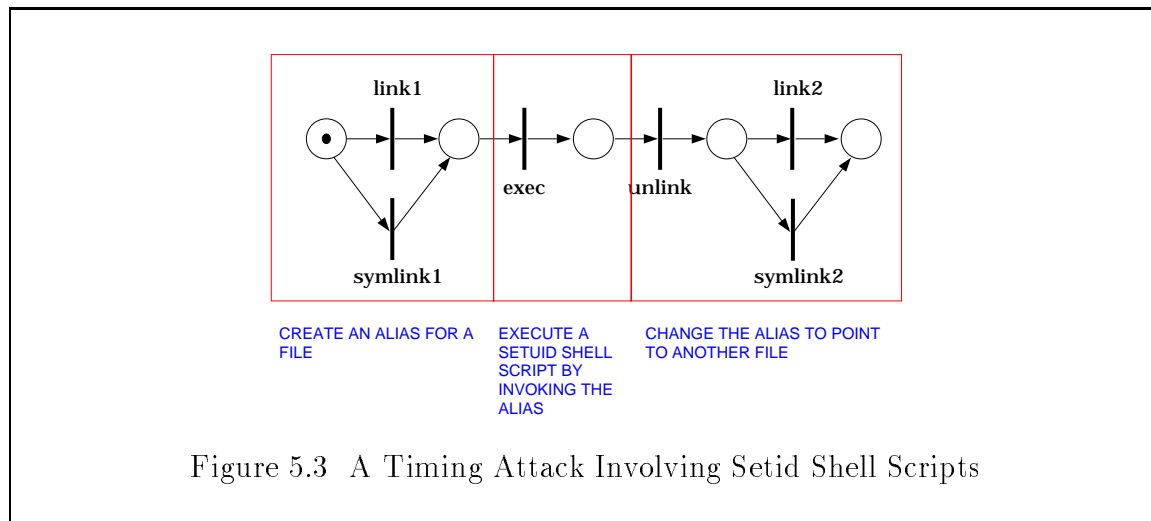 link1
link2
exec
unlink
symlink1
symlink2
CREATE AN ALIAS FOR A
FILE
EXECUTE A
SETUID SHELL
SCRIPT BY
INVOKING THE
ALIAS
CHANGE THE ALIAS TO POINT
TO ANOTHER FILE
Figure 5.3 A Timing Attack Involving Setid Shell Scripts